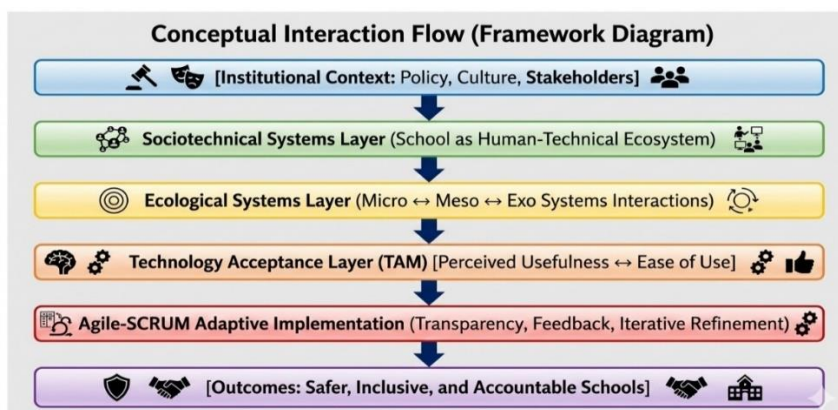 Conceptual Interaction Flow (Framework Diagram)
[Institutional Context: Policy, Culture, Stakeholders]
Sociotechnical Systems Layer (School as Human-Technical Ecosystem)
Ecological Systems Layer (Micro ↔ Meso ↔ Exo Systems Interactions)
Technology Acceptance Layer (TAM) [Perceived Usefulness ↔ Ease of Use]
Agile-SCRUM Adaptive Implementation (Transparency, Feedback, Iterative Refinement)
[Outcomes: Safer, Inclusive, and Accountable Schools]